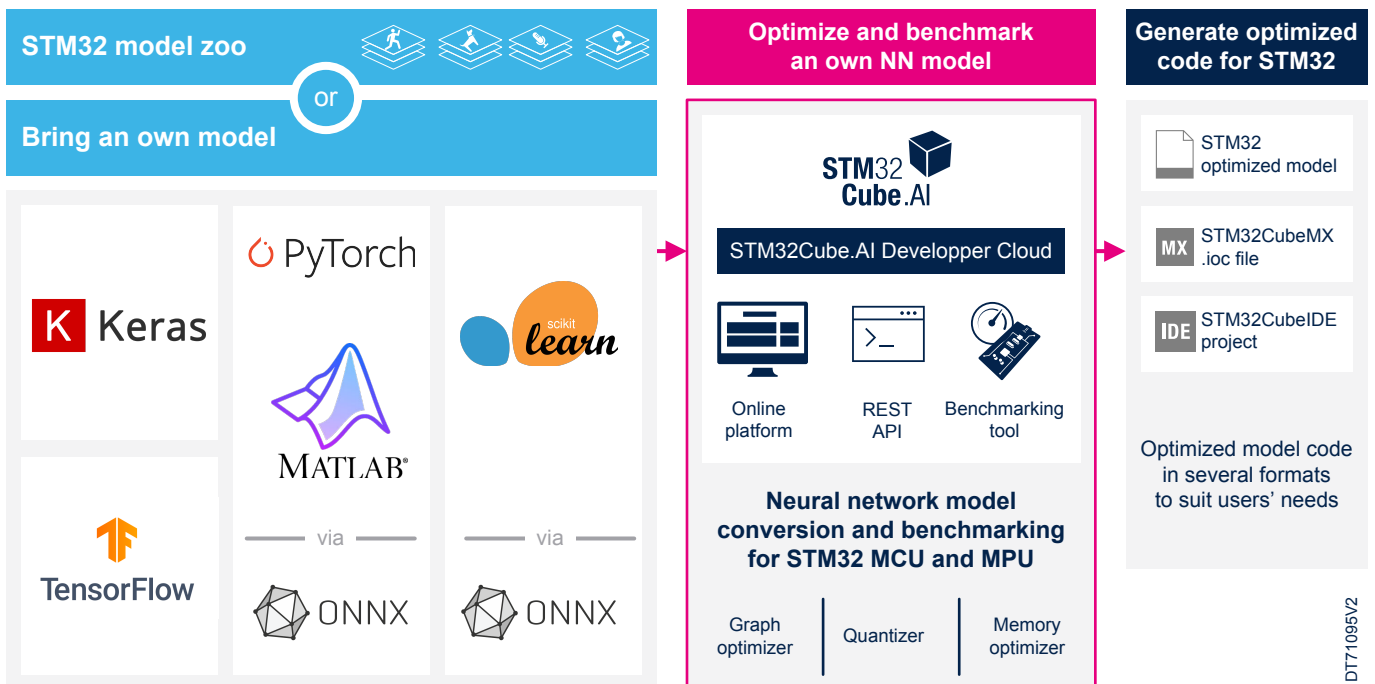 STM32 model zoo
or
Bring an own model
K Keras
TensorFlow
PyTorch
MATLAB®
via
ONNX
scikit
learn
via
ONNX
Optimize and benchmark
an own NN model
STM32
Cube.AI
STM32Cube.AI Developper Cloud
>_
Online
platform
REST
API
Benchmarking
tool
Neural network model
conversion and benchmarking
for STM32 MCU and MPU
Graph
optimizer
Quantizer
Memory
optimizer
Generate optimized
code for STM32
STM32
optimized model
MX
STM32CubeMX
.ioc file
IDE
STM32CubeIDE
project
Optimized model code
in several formats
to suit users’ needs
DT71095V2